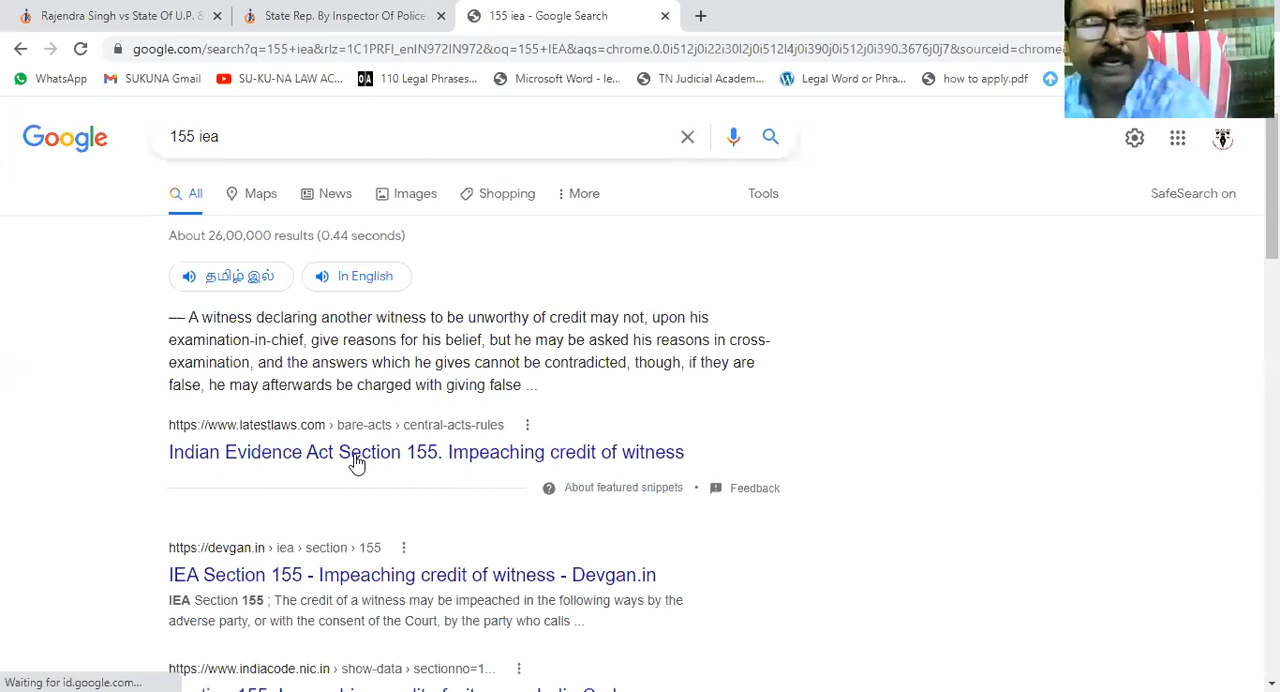 Rajendra Singh vs State Of U.P. S
State Rep. By Inspector Of Police
155 iea - Google Search
google.com/search?q=155+iea&rlz=1C1PRFI_enIN972IN972&oq=155+IEA&aqs=chrome.0.0i512j0i22i30l2j0i512l4j0i390j0i512j0i390.3676j0j7&sourceid=chrome
WhatsApp
SUKUNA Gmail
SU-KU-NA LAW AC...
110 Legal Phrases...
Microsoft Word - le...
TN Judicial Academ...
Legal Word or Phra...
how to apply.pdf
Google
155 iea
All
Maps
News
Images
Shopping
More
Tools
SafeSearch on
About 26,00,000 results (0.44 seconds)
தமிழ் இல்
In English
— A witness declaring another witness to be unworthy of credit may not, upon his
examination-in-chief, give reasons for his belief, but he may be asked his reasons in cross-
examination, and the answers which he gives cannot be contradicted, though, if they are
false, he may afterwards be charged with giving false ...
https://www.latestlaws.com › bare-acts › central-acts-rules
Indian Evidence Act Section 155. Impeaching credit of witness
About featured snippets • Feedback
https://devgan.in › iea › section › 155
IEA Section 155 - Impeaching credit of witness - Devgan.in
IEA Section 155 ; The credit of a witness may be impeached in the following ways by the
adverse party, or with the consent of the Court, by the party who calls ...
https://www.indiacode.nic.in › show-data › sectionno=1...
Waiting for id.google.com...